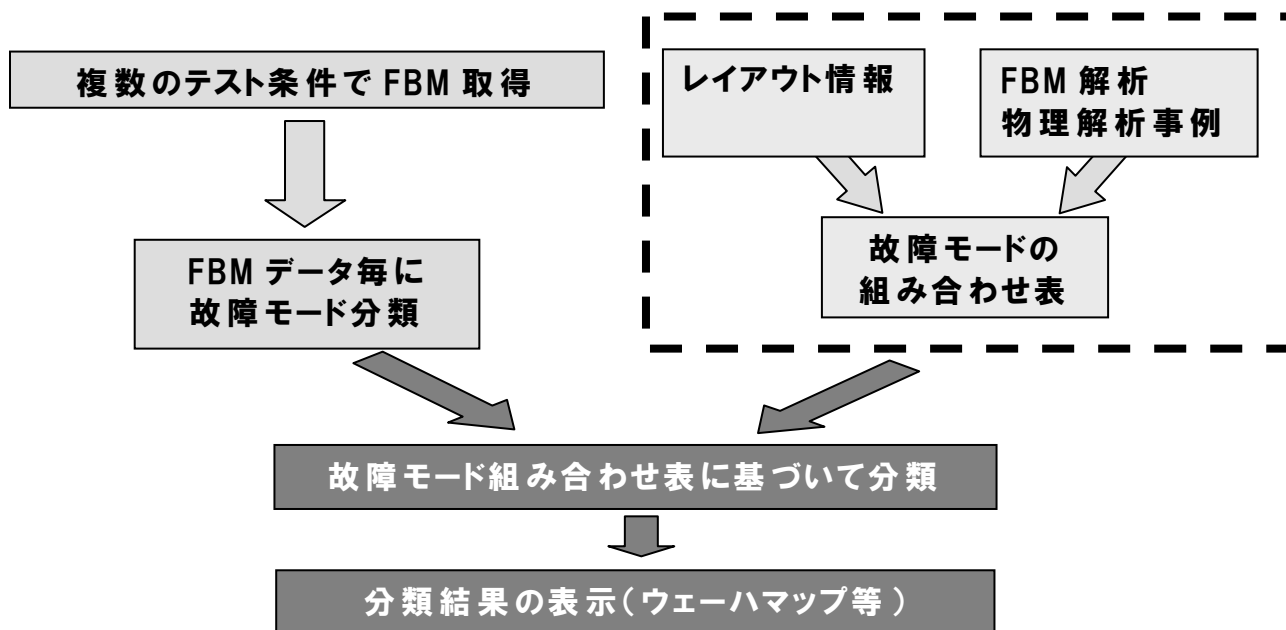 複数のテスト条件で FBM 取得
FBM データ毎に
故障モード分類
レイアウト情報
FBM 解析
物理解析事例
故障モードの
組み合わせ表
故障モード組み合わせ表に基づいて分類
分類結果の表示(ウェーハマップ等)